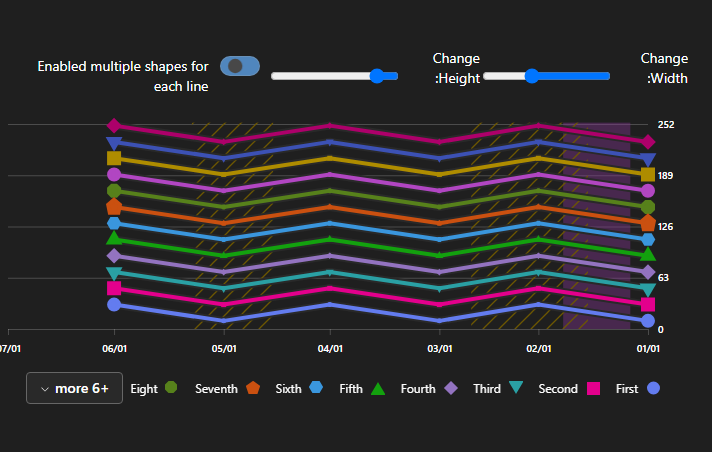 Enabled multiple shapes for
each line
Change
:Height
Change
:Width
252
189
126
63
0
07/01
06/01
05/01
04/01
03/01
02/01
01/01
more 6+
Eight
Seventh
Sixth
Fifth
Fourth
Third
Second
First